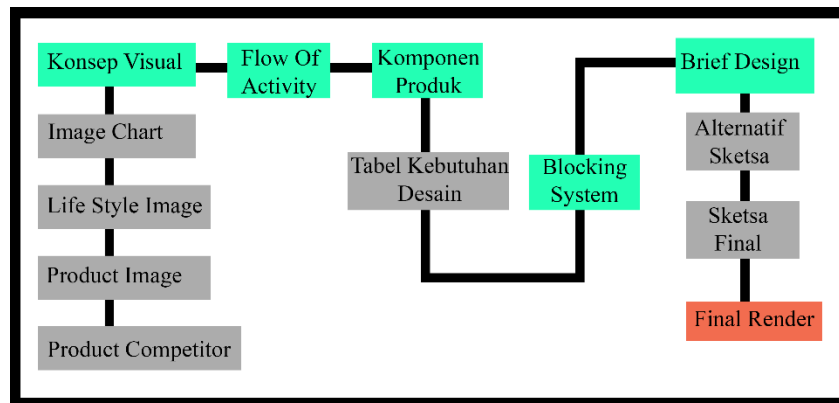 Konsep Visual
Flow Of
Activity
Komponen
Produk
Brief Design
Image Chart
Alternatif
Sketsa
Tabel Kebutuhan
Desain
Blocking
System
Life Style Image
Sketsa
Final
Product Image
Final Render
Product Competitor